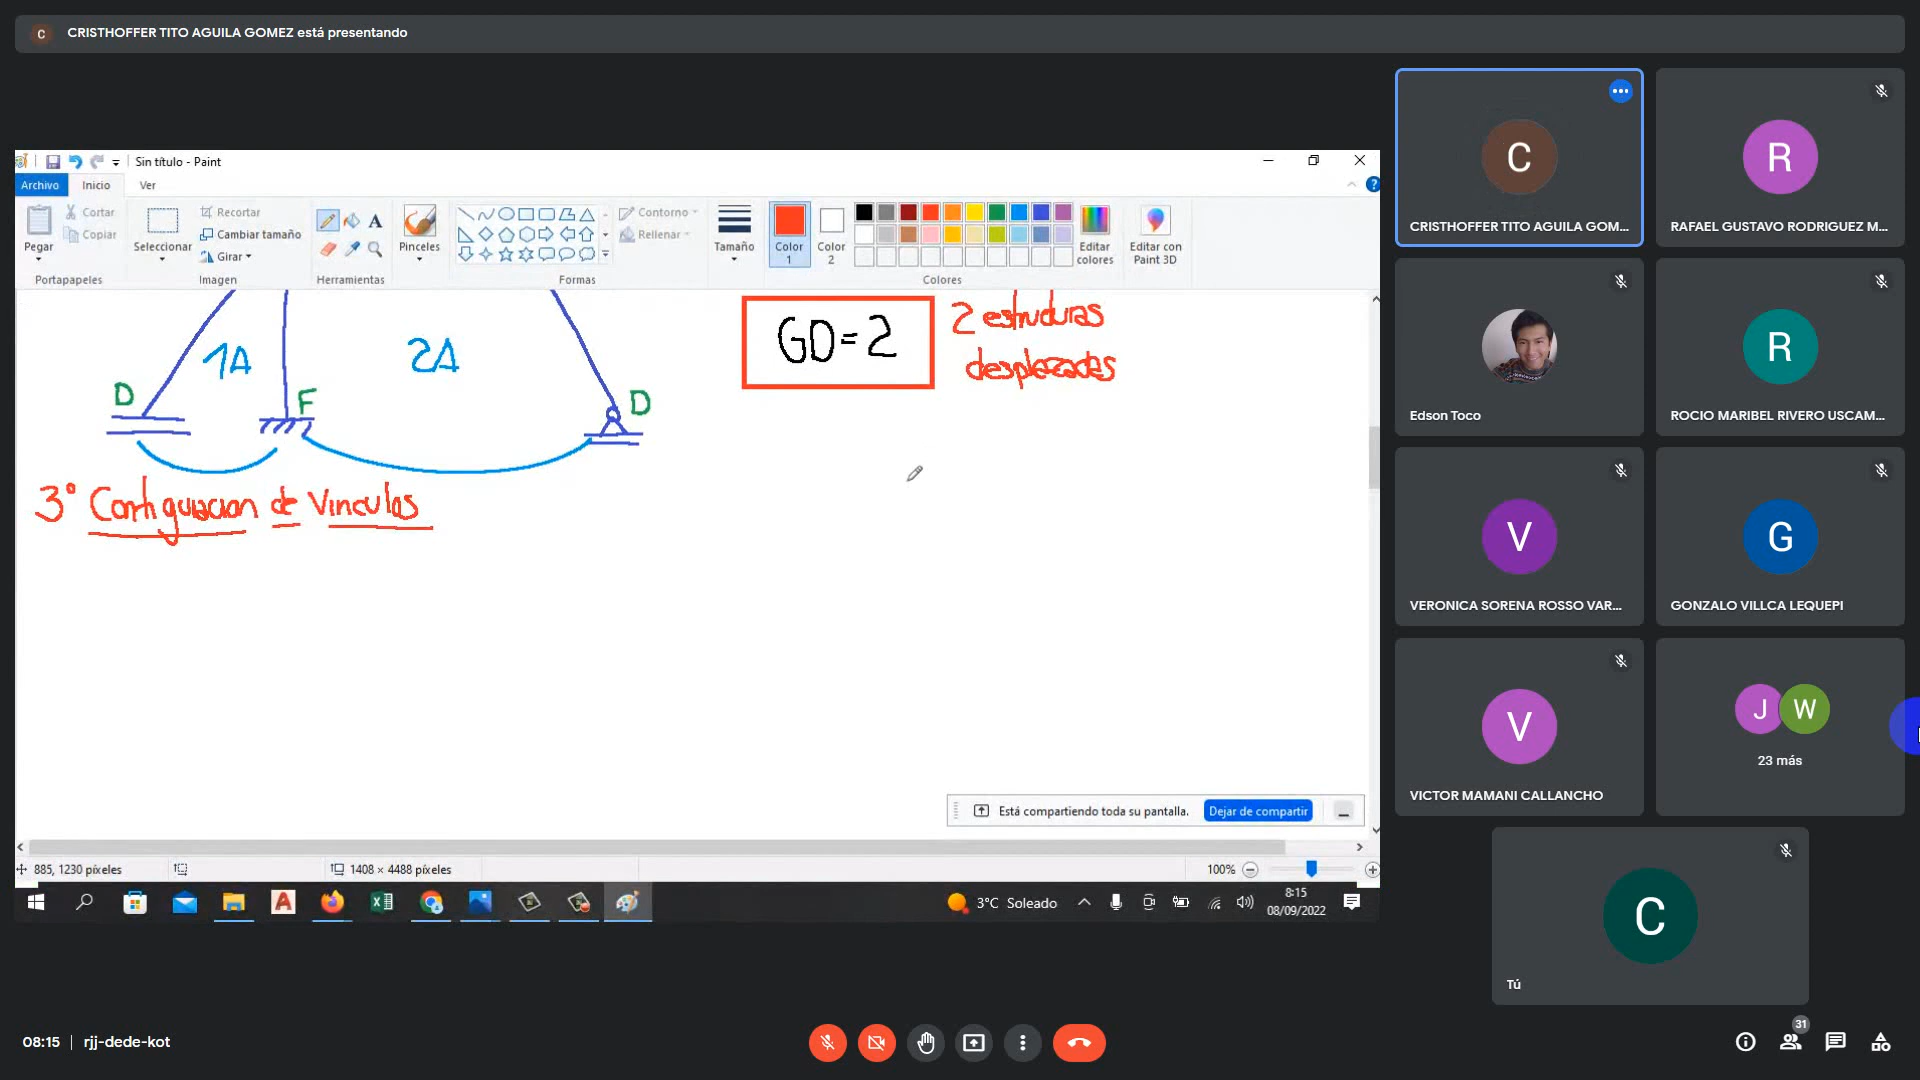 C CRISTHOFFER TITO AGUILA GOMEZ está presentando
Sin título - Paint
Archivo Inicio Ver
Pegar
Cortar
Copiar
Portapapeles
Seleccionar
Recortar
Cambiar tamaño
Girar
Imagen
A
Herramientas
Pinceles
Contorno
Rellenar
Formas
Tamaño
Color 1
Color 2
Editar colores
Editar con Paint 3D
Colores
1A
2A
D
F
D
GD=2
2 estructuras
desplazadas
3° Configuracion de Vinculos
Está compartiendo toda su pantalla. Dejar de compartir
885, 1230 píxeles
1408 × 4488 píxeles
100%
3°C Soleado
8:15
08/09/2022
C
CRISTHOFFER TITO AGUILA GOM...
R
RAFAEL GUSTAVO RODRIGUEZ M...
Edson Toco
R
ROCIO MARIBEL RIVERO USCAM...
V
VERONICA SORENA ROSSO VAR...
G
GONZALO VILLCA LEQUEPI
V
VICTOR MAMANI CALLANCHO
J W
23 más
C
Tú
08:15 | rjj-dede-kot
31